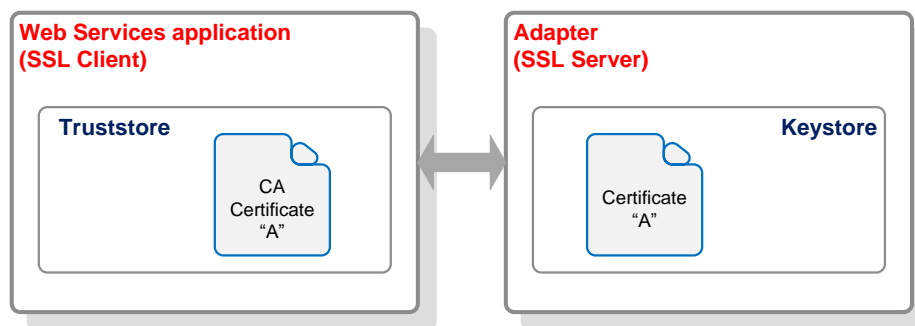 Web Services application
(SSL Client)
Truststore
CA
Certificate
“A”
Adapter
(SSL Server)
Keystore
Certificate
“A”